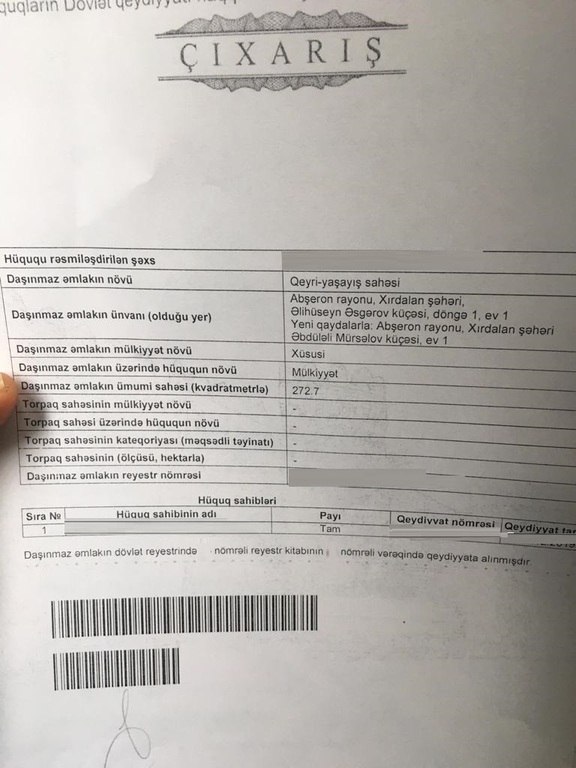 quqların Dövlət qeydiyyatı
ÇIXARIŞ
Hüququ rəsmiləşdirilən şəxs
Daşınmaz əmlakın növü Qeyri-yaşayış sahəsi
Daşınmaz əmlakın ünvanı (olduğu yer) Abşeron rayonu, Xırdalan şəhəri,
Əlihüseyn Əsgərov küçəsi, döngə 1, ev 1
Yeni qaydalarla: Abşeron rayonu, Xırdalan şəhəri
Əbdüləli Mürsəlov küçəsi, ev 1
Daşınmaz əmlakın mülkiyyət növü Xüsusi
Daşınmaz əmlakın üzərində hüququn növü Mülkiyyət
Daşınmaz əmlakın ümumi sahəsi (kvadratmetrlə) 272.7
Torpaq sahəsinin mülkiyyət növü -
Torpaq sahəsi üzərində hüququn növü -
Torpaq sahəsinin kateqoriyası (məqsədli təyinatı) -
Torpaq sahəsinin (ölçüsü, hektarla) -
Daşınmaz əmlakın reyestr nömrəsi
Hüquq sahibləri
Sıra № Hüquq sahibinin adı Payı Qeydiyyat nömrəsi Qeydiyyat
1 Tam
Daşınmaz əmlakın dövlət reyestrində nömrəli reyestr kitabının nömrəli vərəqində qeydiyyata alınmışdır